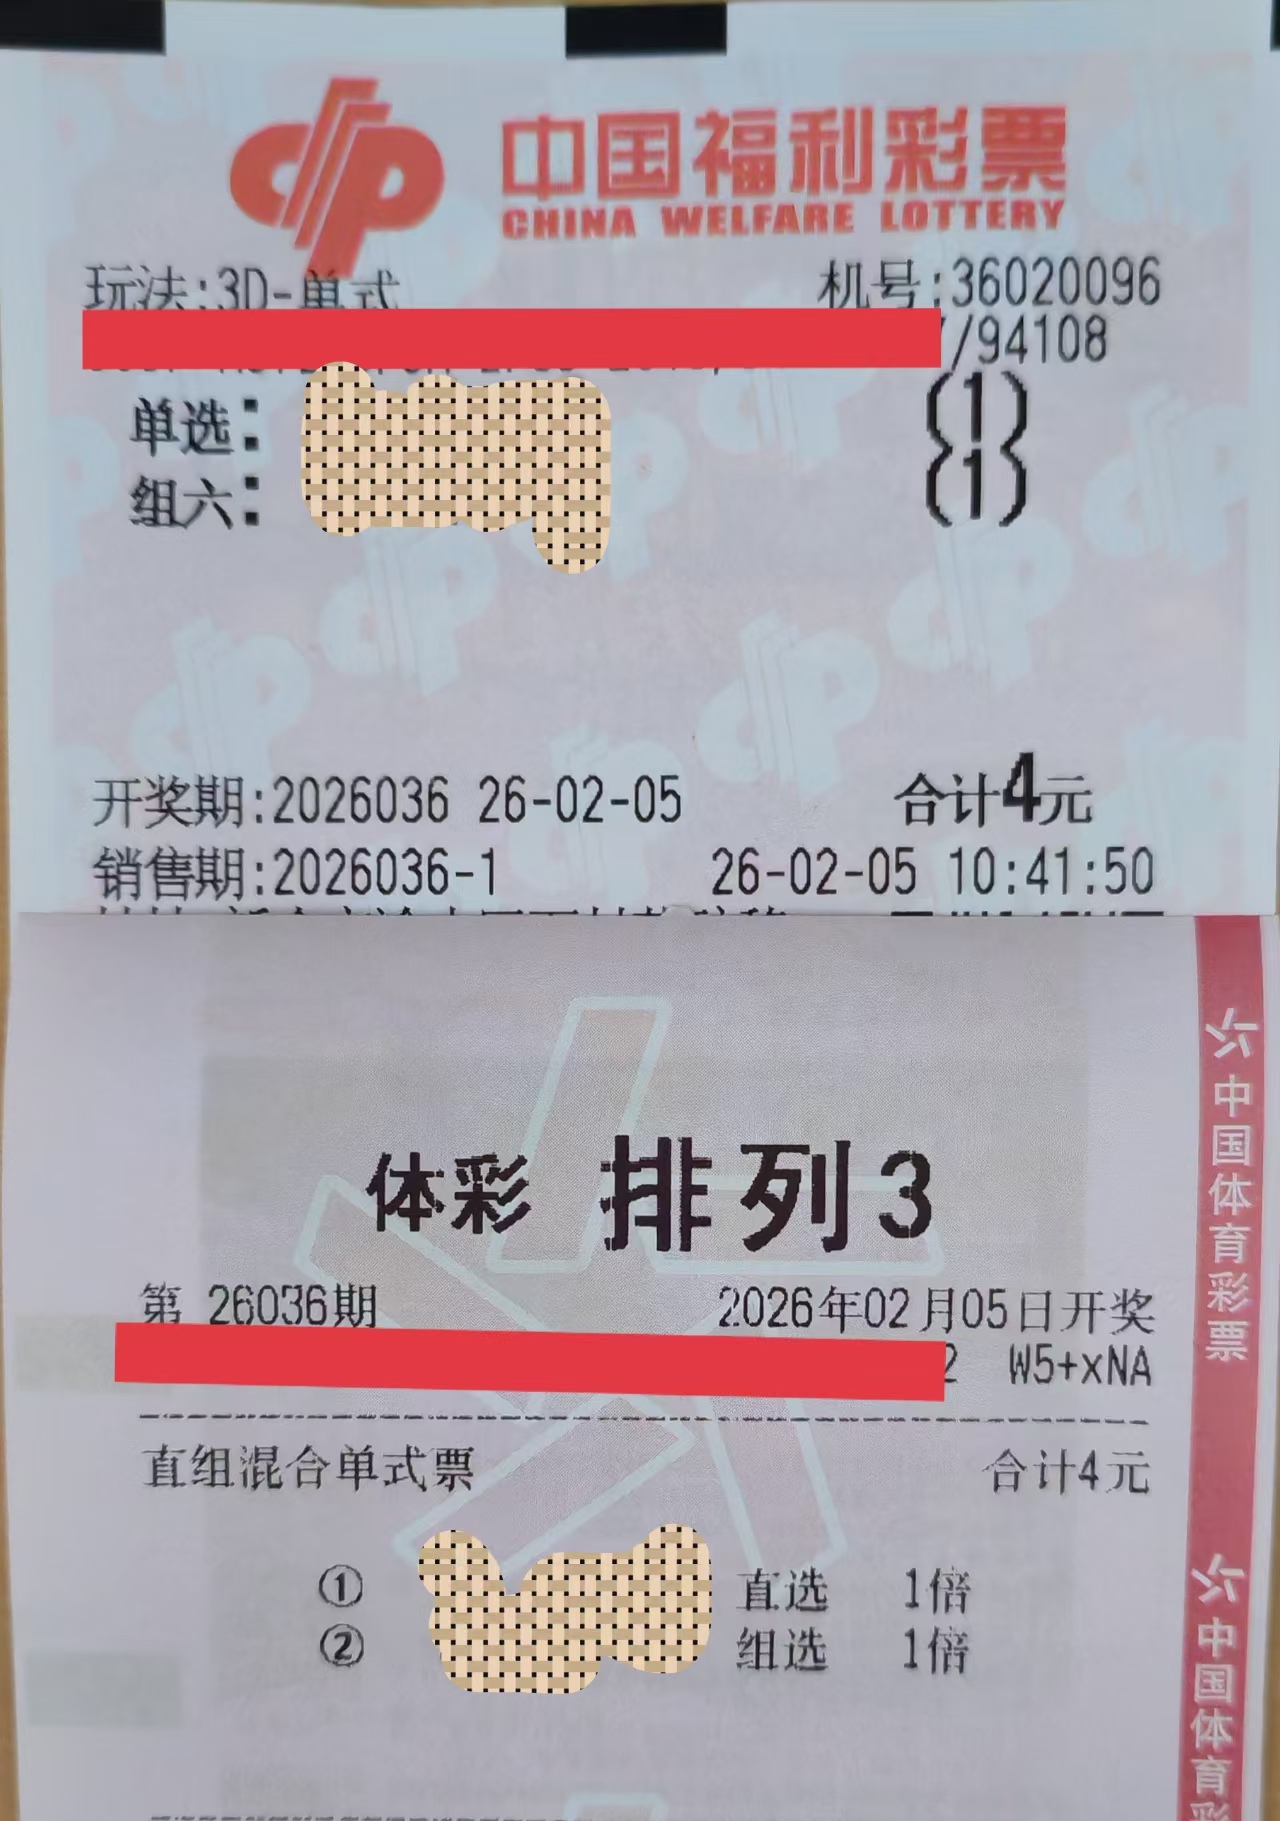 中国福利彩票
CHINA WELFARE LOTTERY
玩法:3D-单式 机号:36020096
/94108
单选: (1)
组六: (1)
开奖期:2026036 26-02-05 合计4元
销售期:2026036-1 26-02-05 10:41:50
体彩 排列3
第 26036期 2026年02月05日开奖
2 W5+xNA
直组混合单式票 合计4元
① 直选 1倍
② 组选 1倍
中国体育彩票
中国体育彩